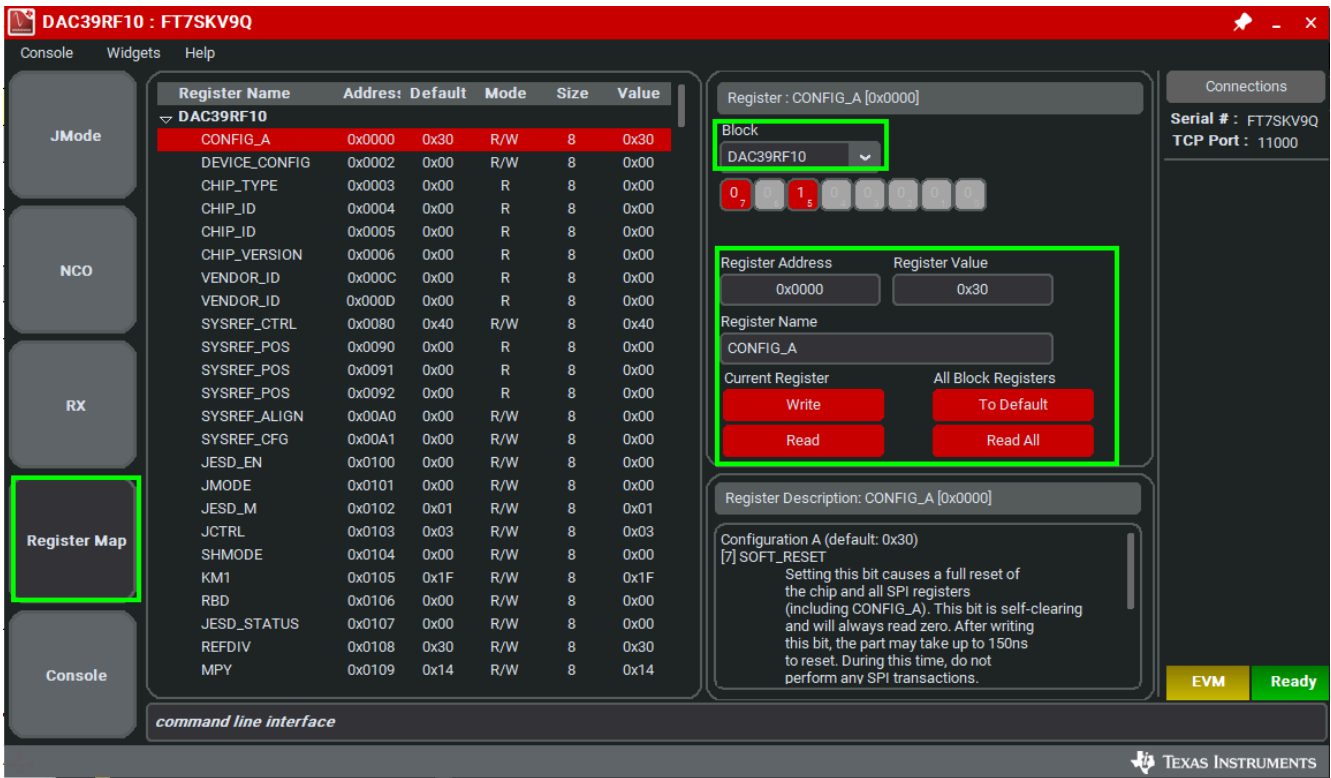 DAC39RF10 : FT7SKV9Q
Console Widgets Help
JMode
NCO
RX
Register Map
Console
Register Name Address Default Mode Size Value
DAC39RF10
CONFIG_A 0x0000 0x30 R/W 8 0x30
DEVICE_CONFIG 0x0002 0x00 R/W 8 0x00
CHIP_TYPE 0x0003 0x00 R 8 0x00
CHIP_ID 0x0004 0x00 R 8 0x00
CHIP_ID 0x0005 0x00 R 8 0x00
CHIP_VERSION 0x0006 0x00 R 8 0x00
VENDOR_ID 0x000C 0x00 R 8 0x00
VENDOR_ID 0x000D 0x00 R 8 0x00
SYSREF_CTRL 0x0080 0x40 R/W 8 0x40
SYSREF_POS 0x0090 0x00 R 8 0x00
SYSREF_POS 0x0091 0x00 R 8 0x00
SYSREF_POS 0x0092 0x00 R 8 0x00
SYSREF_ALIGN 0x00A0 0x00 R/W 8 0x00
SYSREF_CFG 0x00A1 0x00 R/W 8 0x00
JESD_EN 0x0100 0x00 R/W 8 0x00
JMODE 0x0101 0x00 R/W 8 0x00
JESD_M 0x0102 0x01 R/W 8 0x01
JCTRL 0x0103 0x03 R/W 8 0x03
SHMODE 0x0104 0x00 R/W 8 0x00
KM1 0x0105 0x1F R/W 8 0x1F
RBD 0x0106 0x00 R/W 8 0x00
JESD_STATUS 0x0107 0x00 R/W 8 0x00
REFDIV 0x0108 0x30 R/W 8 0x30
MPY 0x0109 0x14 R/W 8 0x14
command line interface
Register : CONFIG_A [0x0000]
Block
DAC39RF10
0 7 1 5
Register Address Register Value
0x0000 0x30
Register Name
CONFIG_A
Current Register All Block Registers
Write To Default
Read Read All
Register Description: CONFIG_A [0x0000]
Configuration A (default: 0x30)
[7] SOFT_RESET
Setting this bit causes a full reset of
the chip and all SPI registers
(including CONFIG_A). This bit is self-clearing
and will always read zero. After writing
this bit, the part may take up to 150ns
to reset. During this time, do not
perform any SPI transactions.
Connections
Serial # : FT7SKV9Q
TCP Port : 11000
EVM Ready
TEXAS INSTRUMENTS